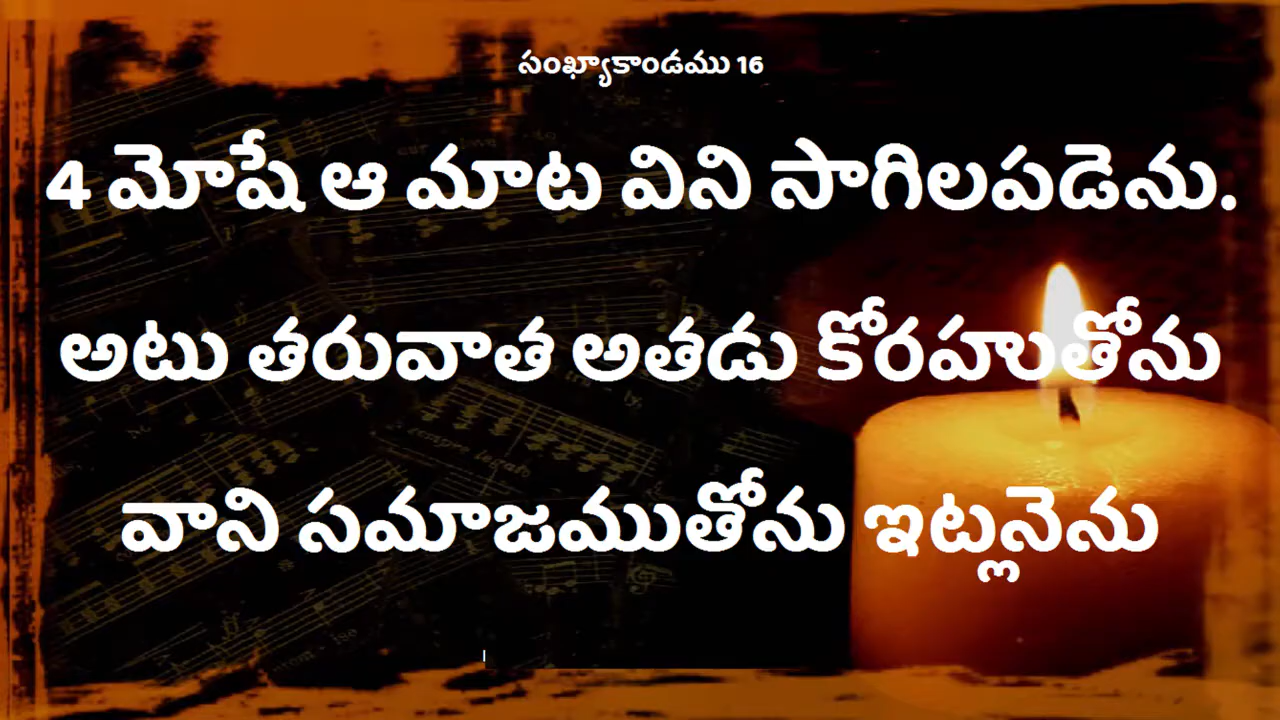 సంఖ్యాకాండము 16
4 మోషే ఆ మాట విని సాగిలపడెను.
అటు తరువాత అతడు కోరహుతోను
వాని సమాజముతోను ఇట్లనెను